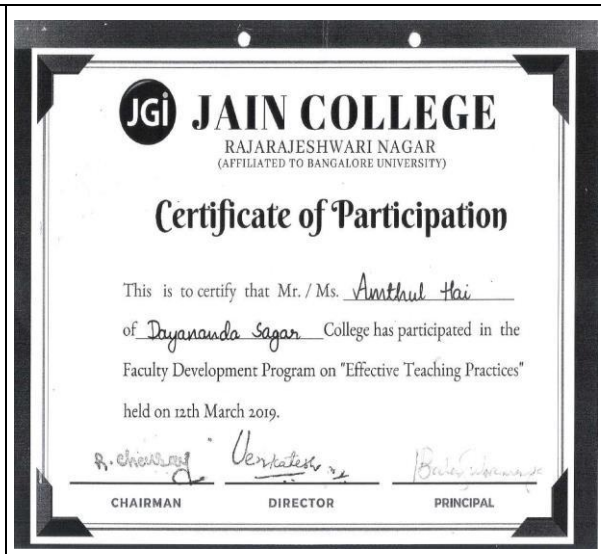 JGi JAIN COLLEGE
RAJARAJESHWARI NAGAR
(AFFILIATED TO BANGALORE UNIVERSITY)
Certificate of Participation
This is to certify that Mr. / Ms. Amthul Hai
of Dayananda Sagar College has participated in the
Faculty Development Program on "Effective Teaching Practices"
held on 12th March 2019.
Venkatesh
CHAIRMAN DIRECTOR PRINCIPAL